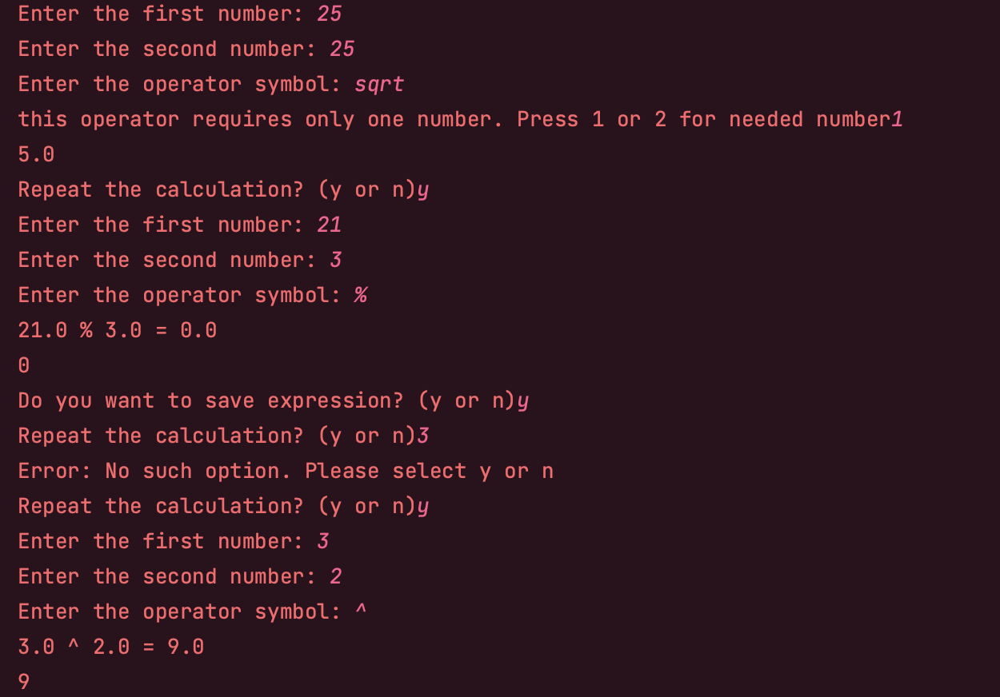 Enter the first number: 25
Enter the second number: 25
Enter the operator symbol: sqrt
this operator requires only one number. Press 1 or 2 for needed number1
5.0
Repeat the calculation? (y or n)y
Enter the first number: 21
Enter the second number: 3
Enter the operator symbol: %
21.0 % 3.0 = 0.0
0
Do you want to save expression? (y or n)y
Repeat the calculation? (y or n)3
Error: No such option. Please select y or n
Repeat the calculation? (y or n)y
Enter the first number: 3
Enter the second number: 2
Enter the operator symbol: ^
3.0 ^ 2.0 = 9.0
9